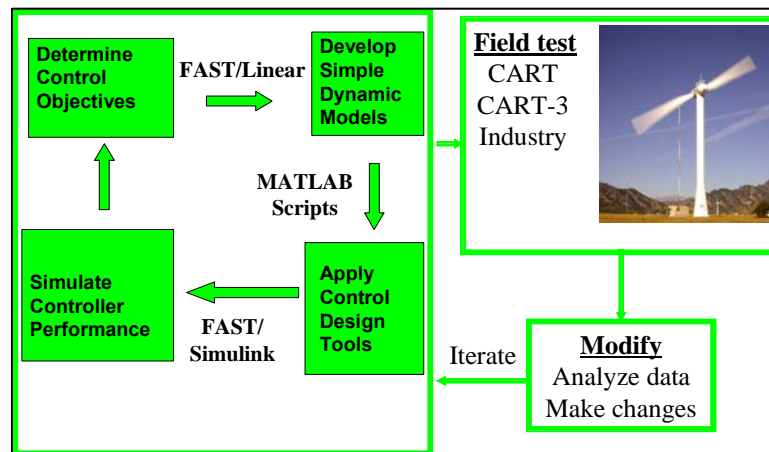 Determine
Control
Objectives
FAST/Linear
Develop
Simple
Dynamic
Models
MATLAB
Scripts
Apply
Control
Design
Tools
FAST/
Simulink
Simulate
Controller
Performance
Field test
CART
CART-3
Industry
Modify
Analyze data
Make changes
Iterate